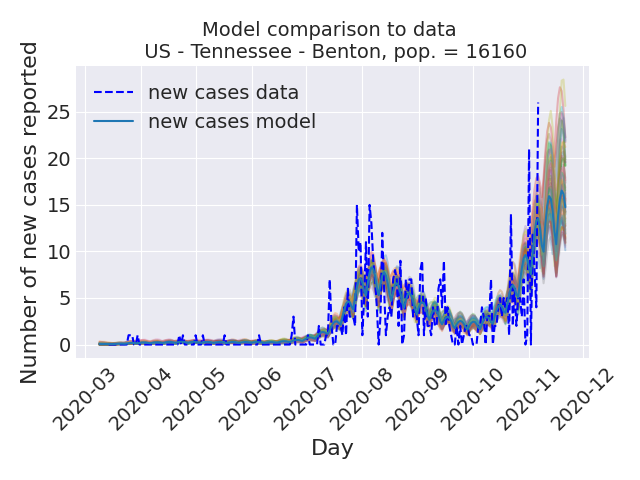 Model comparison to data
US - Tennessee - Benton, pop. = 16160
Number of new cases reported
25
20
15
10
5
0
new cases data
new cases model
2020-03
2020-04
2020-05
2020-06
2020-07
2020-08
2020-09
2020-10
2020-11
2020-12
Day